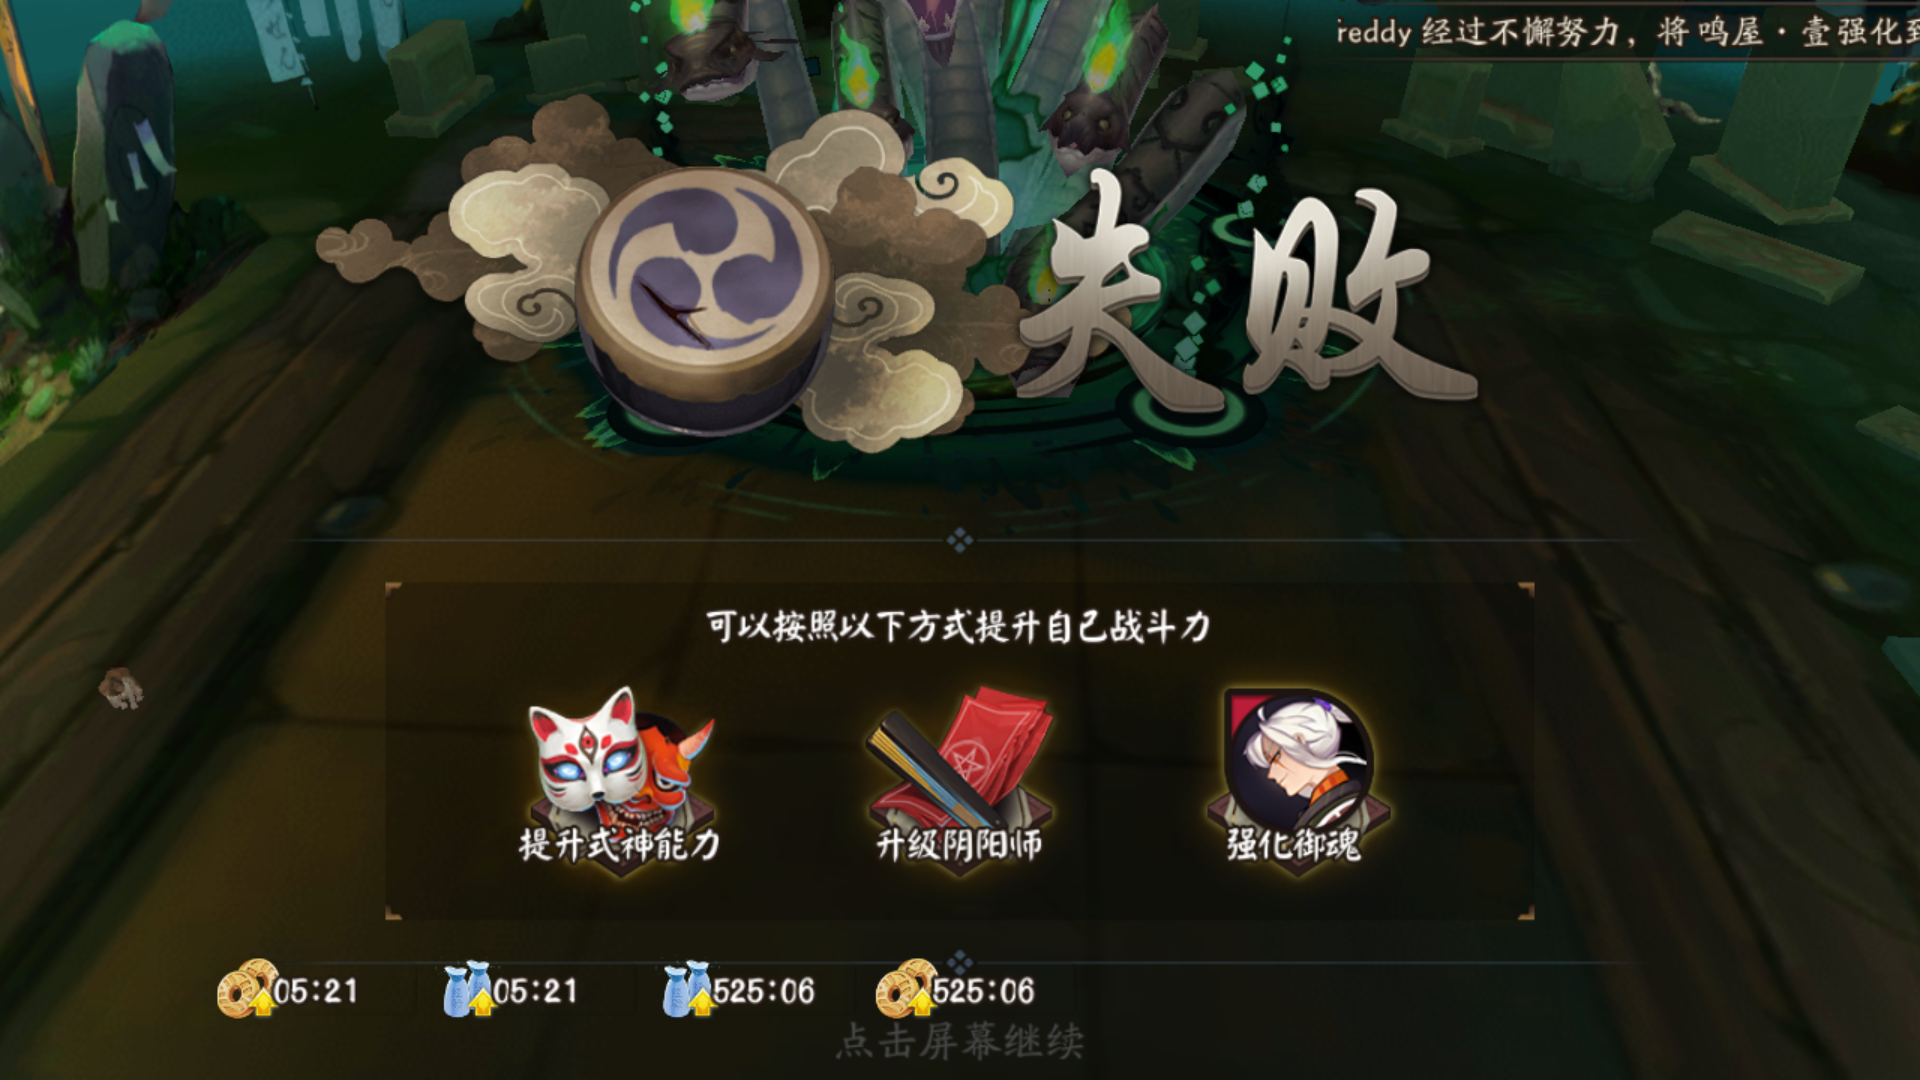 reddy 经过不懈努力，将 鸣屋·壹强化到
失败
可以按照以下方式提升自己战斗力
提升式神能力
升级阴阳师
强化御魂
05:21
05:21
525:06
525:06
点击屏幕继续